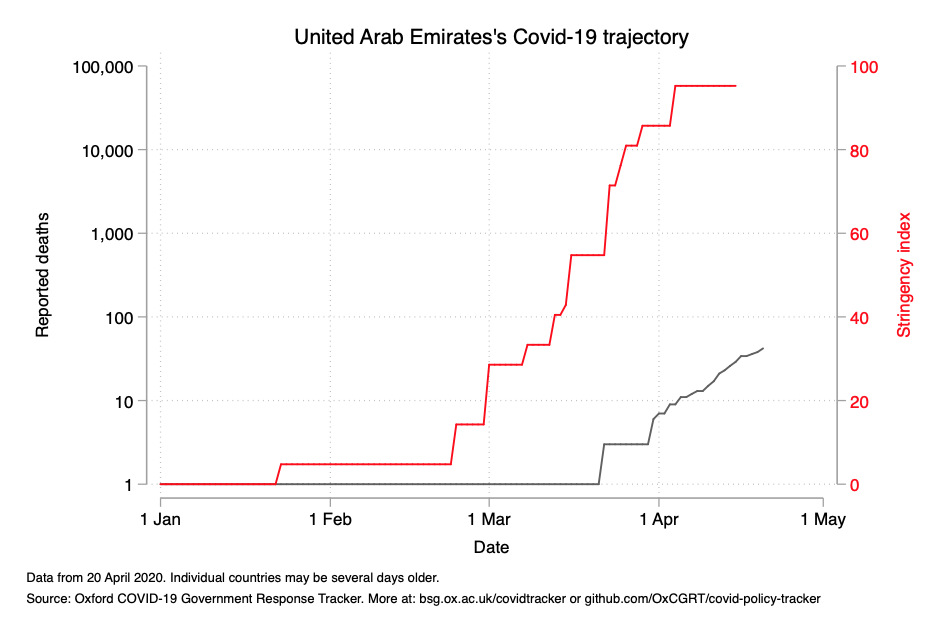 United Arab Emirates's Covid-19 trajectory
100,000
10,000
1,000
100
10
1
Reported deaths
100
80
60
40
20
0
Stringency index
1 Jan
1 Feb
1 Mar
1 Apr
1 May
Date
Data from 20 April 2020. Individual countries may be several days older.
Source: Oxford COVID-19 Government Response Tracker. More at: bsg.ox.ac.uk/covidtracker or github.com/OxCGRT/covid-policy-tracker